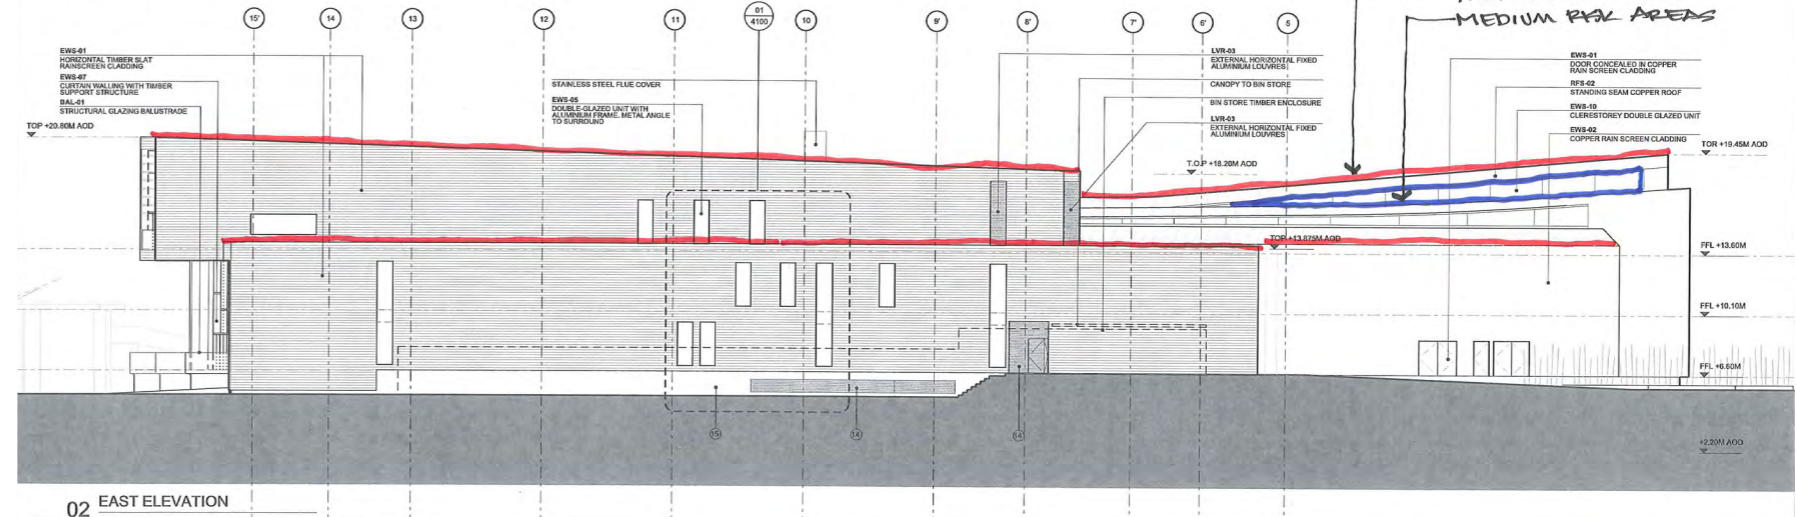 15'
14
13
12
11
01
4100
10
9'
8'
7'
6'
5
MEDIUM RISK AREAS
EWS-01
HORIZONTAL TIMBER SLAT
RAINSCREEN CLADDING
EWS-07
CURTAIN WALLING WITH TIMBER
SUPPORT STRUCTURE
BAL-01
STRUCTURAL GLAZING BALUSTRADE
TOP +20.80M AOD
STAINLESS STEEL FLUE COVER
EWS-05
DOUBLE-GLAZED UNIT WITH
ALUMINIUM FRAME. METAL ANGLE
TO SURROUND
LVR-03
EXTERNAL HORIZONTAL FIXED
ALUMINIUM LOUVRES
CANOPY TO BIN STORE
BIN STORE TIMBER ENCLOSURE
LVR-03
EXTERNAL HORIZONTAL FIXED
ALUMINIUM LOUVRES
T.O.P +18.20M AOD
EWS-01
DOOR CONCEALED IN COPPER
RAIN SCREEN CLADDING
RFS-02
STANDING SEAM COPPER ROOF
EWS-10
CLERESTOREY DOUBLE GLAZED UNIT
EWS-02
COPPER RAIN SCREEN CLADDING
TOR +19.45M AOD
TOP +13.875M AOD
FFL +13.60M
FFL +10.10M
FFL +6.60M
+2.20M AOD
15
14
14
02 EAST ELEVATION